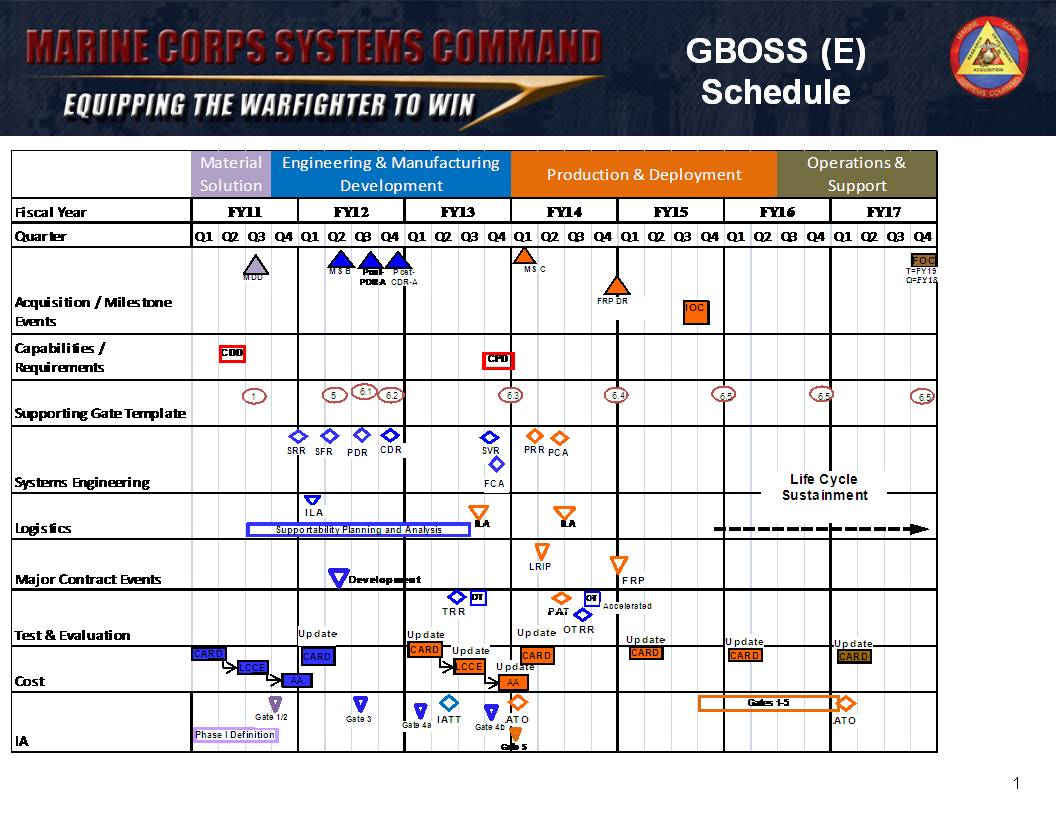 MARINE CORPS SYSTEMS COMMAND
EQUIPPING THE WARFIGHTER TO WIN
GBOSS (E)
Schedule
MARINE CORPS
RESEARCH DEVELOPMENT
ACQUISITION
SYSTEMS COMMAND
Material
Solution
Engineering & Manufacturing
Development
Production & Deployment
Operations &
Support
Fiscal Year FY11 FY12 FY13 FY14 FY15 FY16 FY17
Quarter Q1 Q2 Q3 Q4 Q1 Q2 Q3 Q4 Q1 Q2 Q3 Q4 Q1 Q2 Q3 Q4 Q1 Q2 Q3 Q4 Q1 Q2 Q3 Q4 Q1 Q2 Q3 Q4
Acquisition / Milestone
Events
MDD
MS B
Post-
PDR-A
Post-
CDR-A
MS C
FRP DR
IOC
FOC
T=FY19
O=FY18
Capabilities /
Requirements
CDD
CPD
Supporting Gate Template
1 5 6.1 6.2 6.3 6.4 6.5 6.5 6.5
Systems Engineering
SRR SFR PDR CDR SVR PRR PCA
FCA
Life Cycle
Sustainment
Logistics
ILA
ILA
ILA
Supportability Planning and Analysis
Major Contract Events
Development
LRIP
FRP
Test & Evaluation
TRR
DT
PAT
OT
Accelerated
OTRR
Cost
CARD
LCCE
AA
Update
CARD
Update
CARD
Update
LCCE
Update
AA
Update
CARD
Update
CARD
Update
CARD
Update
CARD
IA
Phase I Definition
Gate 1/2
Gate 3
Gate 4a
IATT
Gate 4b
ATO
Gate 5
Gates 1-5
ATO
1